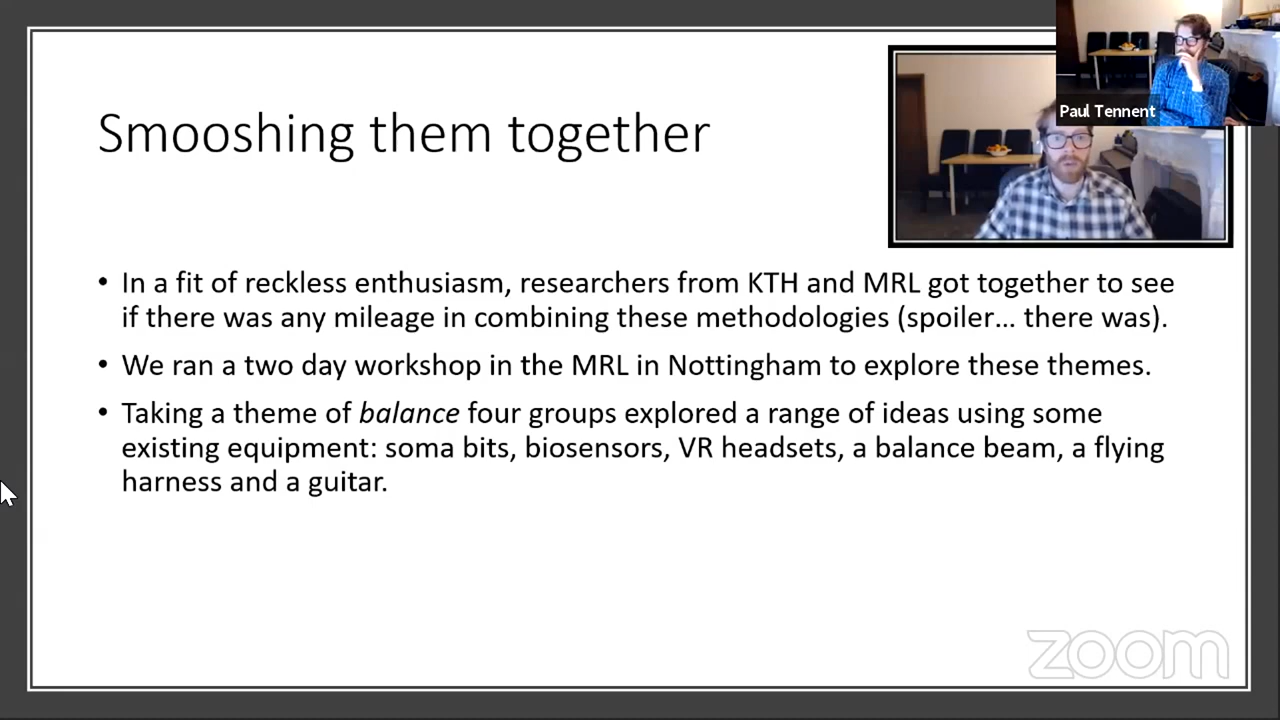 Smooshing them together
Paul Tennent
• In a fit of reckless enthusiasm, researchers from KTH and MRL got together to see
if there was any mileage in combining these methodologies (spoiler... there was).
• We ran a two day workshop in the MRL in Nottingham to explore these themes.
• Taking a theme of balance four groups explored a range of ideas using some
existing equipment: soma bits, biosensors, VR headsets, a balance beam, a flying
harness and a guitar.
zoom